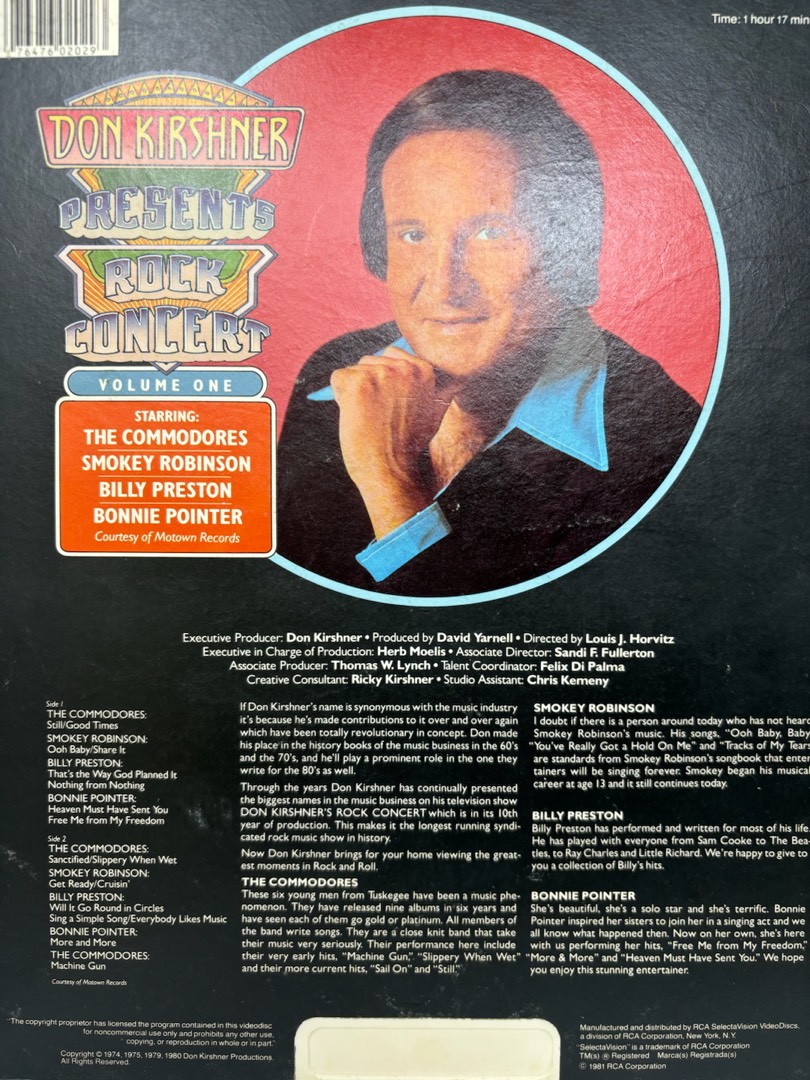 76476 02029
Time: 1 hour 17 min
DON KIRSHNER
PRESENTS
ROCK
CONCERT
VOLUME ONE
STARRING:
THE COMMODORES
SMOKEY ROBINSON
BILLY PRESTON
BONNIE POINTER
Courtesy of Motown Records
Executive Producer: Don Kirshner • Produced by David Yarnell • Directed by Louis J. Horvitz
Executive in Charge of Production: Herb Moelis • Associate Director: Sandi F. Fullerton
Associate Producer: Thomas W. Lynch • Talent Coordinator: Felix Di Palma
Creative Consultant: Ricky Kirshner • Studio Assistant: Chris Kemeny
Side 1
THE COMMODORES:
Still/Good Times
SMOKEY ROBINSON:
Ooh Baby/Share It
BILLY PRESTON:
That's the Way God Planned It
Nothing from Nothing
BONNIE POINTER:
Heaven Must Have Sent You
Free Me from My Freedom
Side 2
THE COMMODORES:
Sanctified/Slippery When Wet
SMOKEY ROBINSON:
Get Ready/Cruisin'
BILLY PRESTON:
Will It Go Round in Circles
Sing a Simple Song/Everybody Likes Music
BONNIE POINTER:
More and More
THE COMMODORES:
Machine Gun
Courtesy of Motown Records
If Don Kirshner's name is synonymous with the music industry
it's because he's made contributions to it over and over again
which have been totally revolutionary in concept. Don made
his place in the history books of the music business in the 60's
and the 70's, and he'll play a prominent role in the one they
write for the 80's as well.
Through the years Don Kirshner has continually presented
the biggest names in the music business on his television show
DON KIRSHNER'S ROCK CONCERT which is in its 10th
year of production. This makes it the longest running syndi-
cated rock music show in history.
Now Don Kirshner brings for your home viewing the great-
est moments in Rock and Roll.
THE COMMODORES
These six young men from Tuskegee have been a music phe-
nomenon. They have released nine albums in six years and
have seen each of them go gold or platinum. All members of
the band write songs. They are a close knit band that take
their music very seriously. Their performance here include
their very early hits, "Machine Gun," "Slippery When Wet"
and their more current hits, "Sail On" and "Still."
SMOKEY ROBINSON
I doubt if there is a person around today who has not hear
Smokey Robinson's music. His songs, "Ooh Baby, Baby
"You've Really Got a Hold On Me" and "Tracks of My Tear
are standards from Smokey Robinson's songbook that enter
tainers will be singing forever. Smokey began his musica
career at age 13 and it still continues today.
BILLY PRESTON
Billy Preston has performed and written for most of his life
He has played with everyone from Sam Cooke to The Bea-
tles, to Ray Charles and Little Richard. We're happy to give to
you a collection of Billy's hits.
BONNIE POINTER
She's beautiful, she's a solo star and she's terrific. Bonnie
Pointer inspired her sisters to join her in a singing act and we
all know what happened then. Now on her own, she's here
with us performing her hits, "Free Me from My Freedom,"
"More & More" and "Heaven Must Have Sent You." We hope
you enjoy this stunning entertainer.
"The copyright proprietor has licensed the program contained in this videodisc
for noncommercial use only and prohibits any other use,
copying, or reproduction in whole or in part."
Copyright © 1974, 1975, 1979, 1980 Don Kirshner Productions.
All Rights Reserved.
Manufactured and distributed by RCA SelectaVision VideoDiscs,
a division of RCA Corporation, New York, N.Y.
"SelectaVision" is a trademark of RCA Corporation
TM(s) ® Registered Marca(s) Registrada(s)
© 1981 RCA Corporation